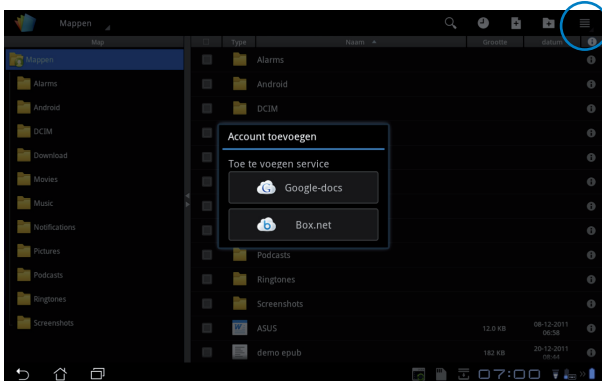 Mappen
Map
Type
Naam
Grootte
datum
Mappen
Alarms
Alarms
Android
Android
DCIM
DCIM
Download
Movies
Music
Notifications
Pictures
Podcasts
Ringtones
Screenshots
Account toevoegen
Toe te voegen service
Google-docs
Box.net
Podcasts
Ringtones
Screenshots
ASUS
12.0 KB
08-12-2011
06:58
demo epub
182 KB
20-12-2011
08:44
07:00